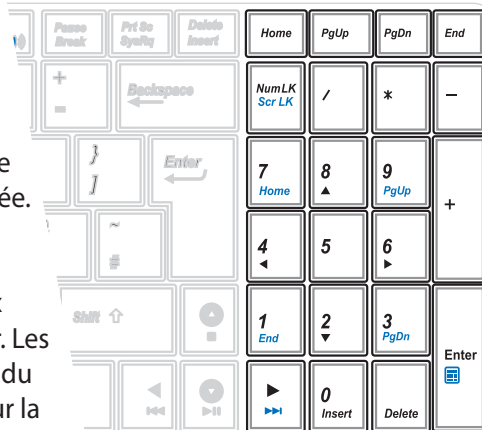 Pause Break Prt Sc SysRq Delete Insert Home PgUp PgDn End
+ = Backspace NumLK Scr LK / * –
e
ée.
} ] Enter 7 Home 8 9 PgUp +
~ # 4 5 6
Shift 1 End 2 3 PgDn Enter
r. Les
du
ur la
0 Insert Delete